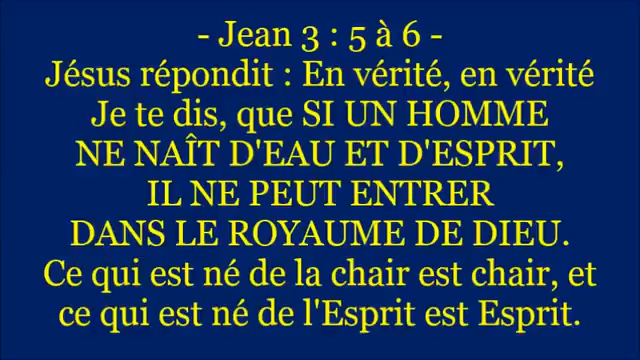 - Jean 3 : 5 à 6 -
Jésus répondit : En vérité, en vérité
Je te dis, que SI UN HOMME
NE NAÎT D'EAU ET D'ESPRIT,
IL NE PEUT ENTRER
DANS LE ROYAUME DE DIEU.
Ce qui est né de la chair est chair, et
ce qui est né de l'Esprit est Esprit.